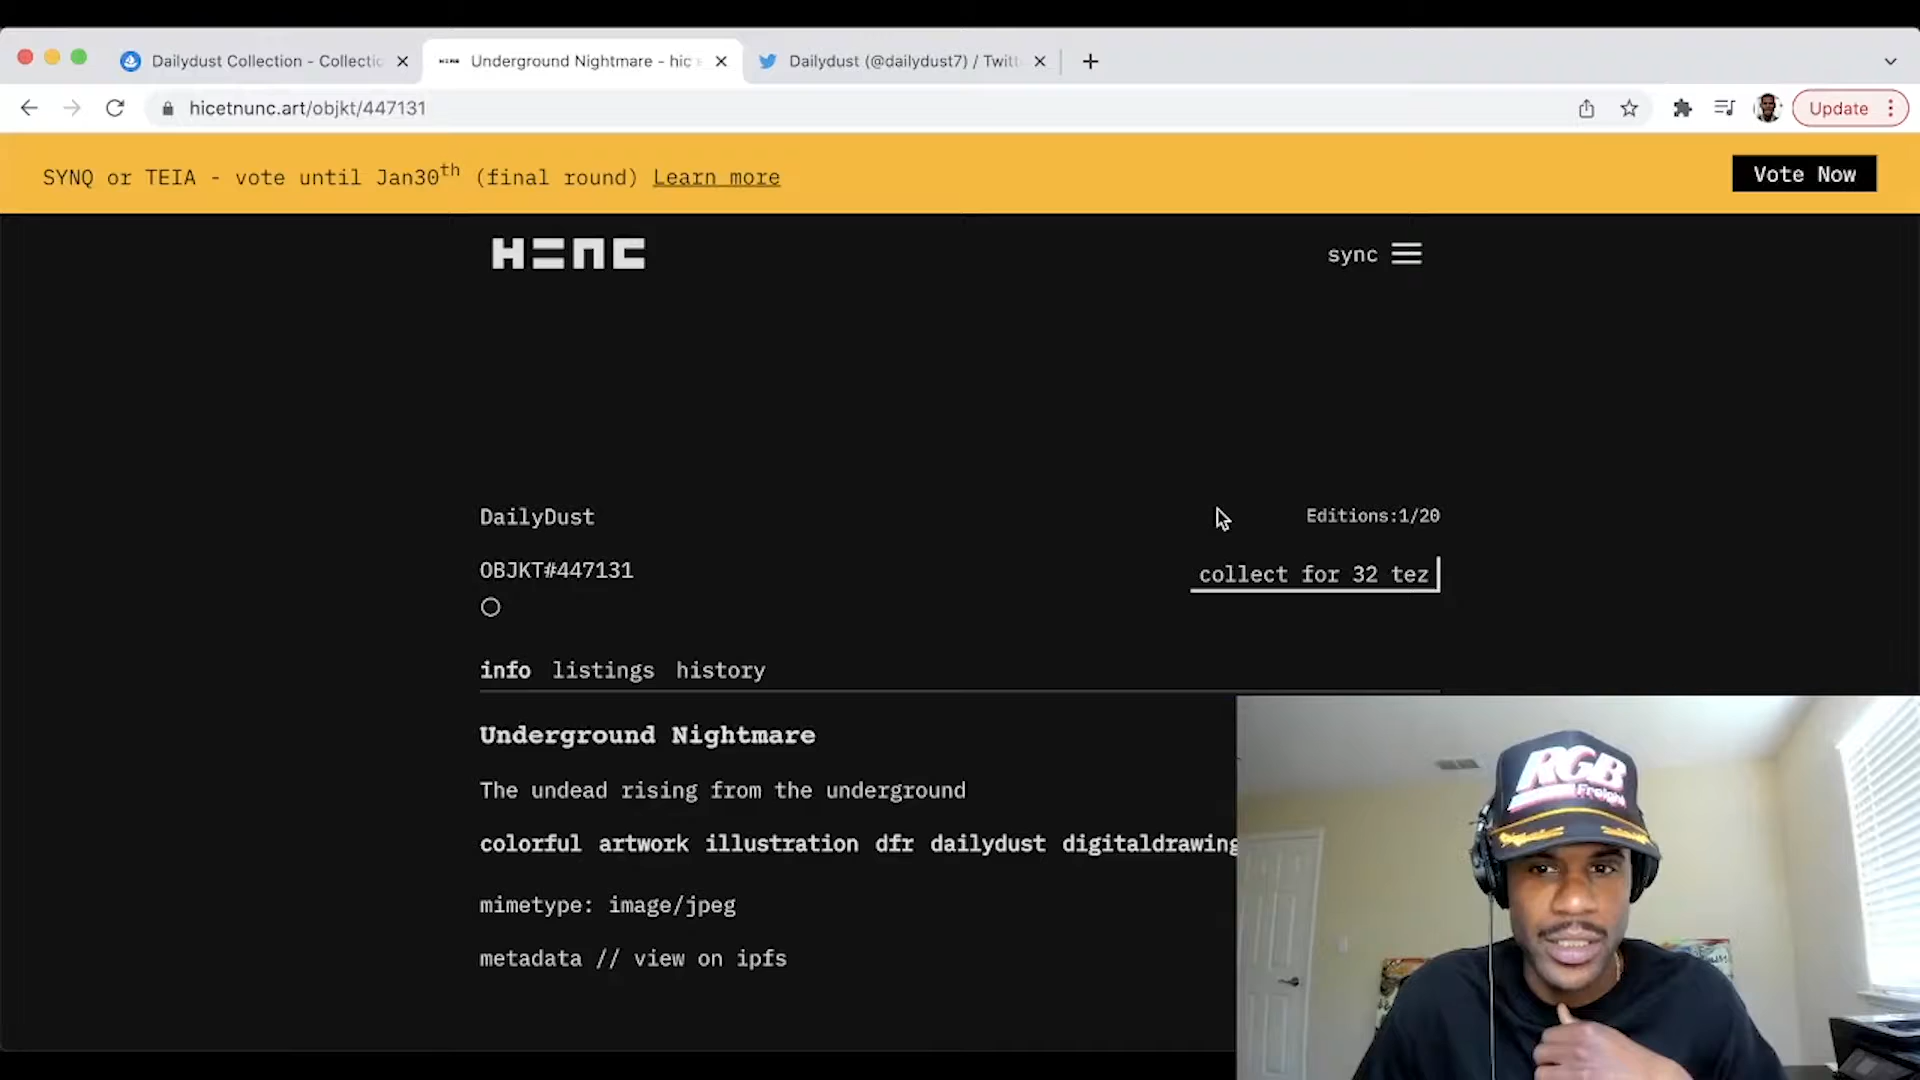 Dailydust Collection - Collectic
Underground Nightmare - hic e
Dailydust (@dailydust7) / Twitt
hicetnunc.art/objkt/447131
Update
SYNQ or TEIA - vote until Jan30th (final round) Learn more
Vote Now
H=NC
sync
DailyDust
Editions:1/20
OBJKT#447131
collect for 32 tez
info listings history
Underground Nightmare
The undead rising from the underground
colorful artwork illustration dfr dailydust digitaldrawing
mimetype: image/jpeg
metadata // view on ipfs
RGB
Freight